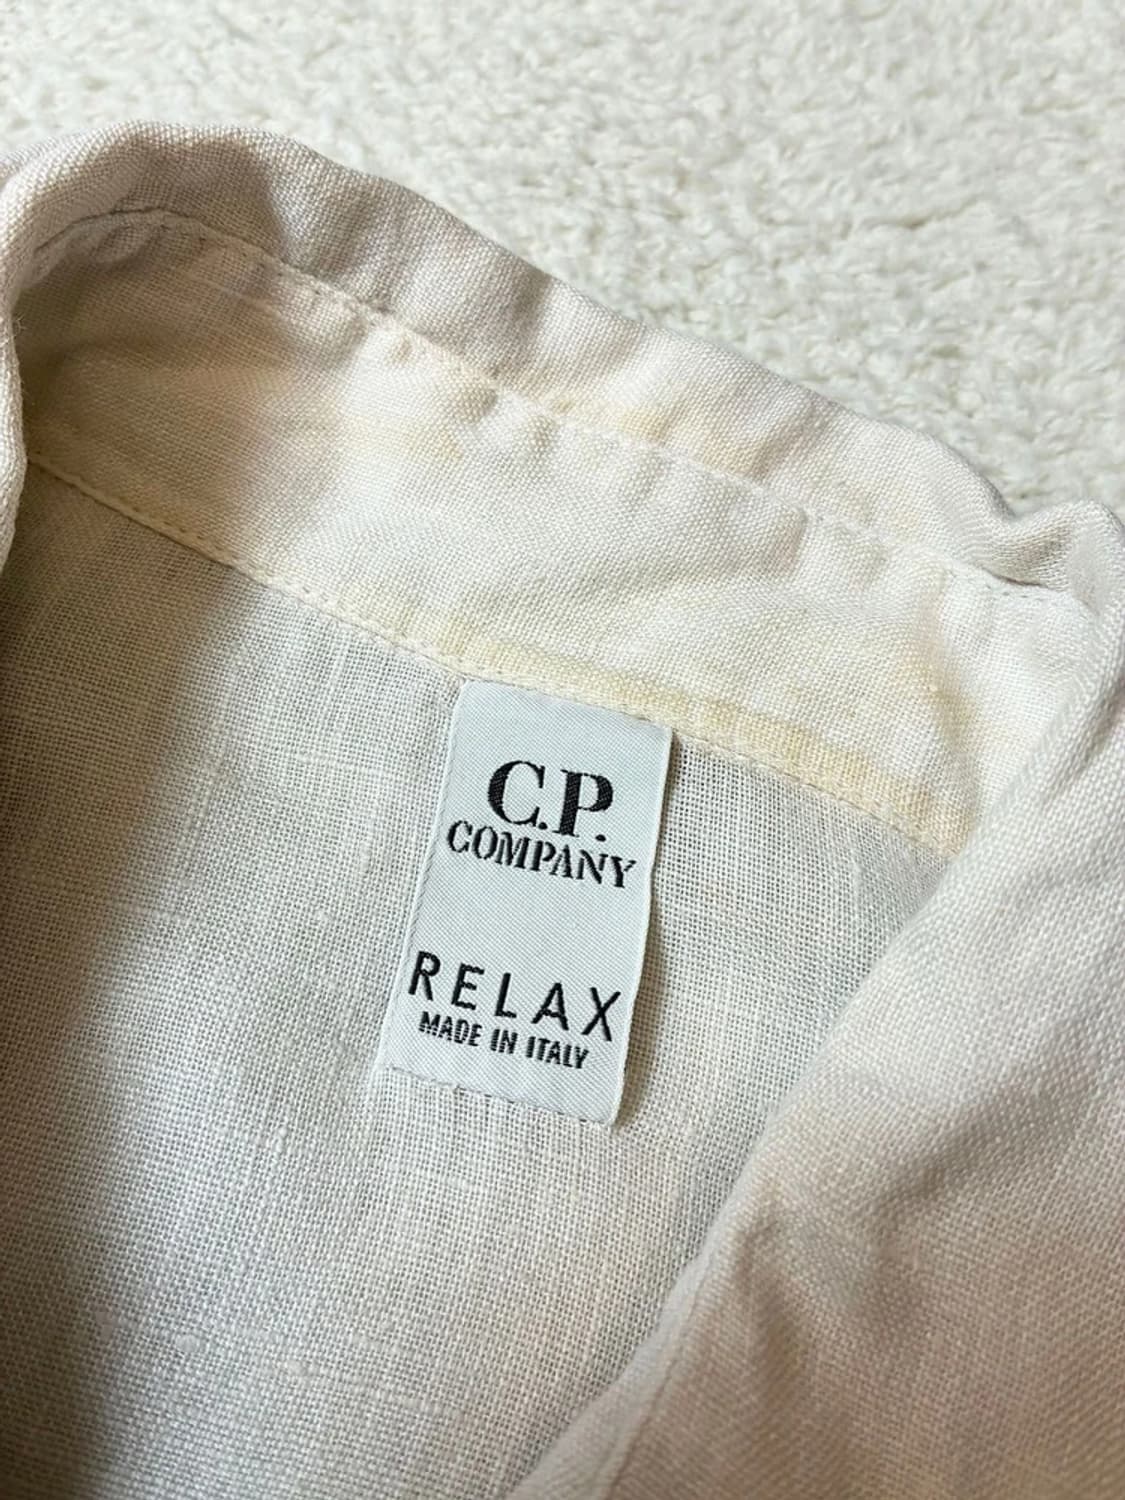 C.P.
COMPANY
RELAX
MADE IN ITALY